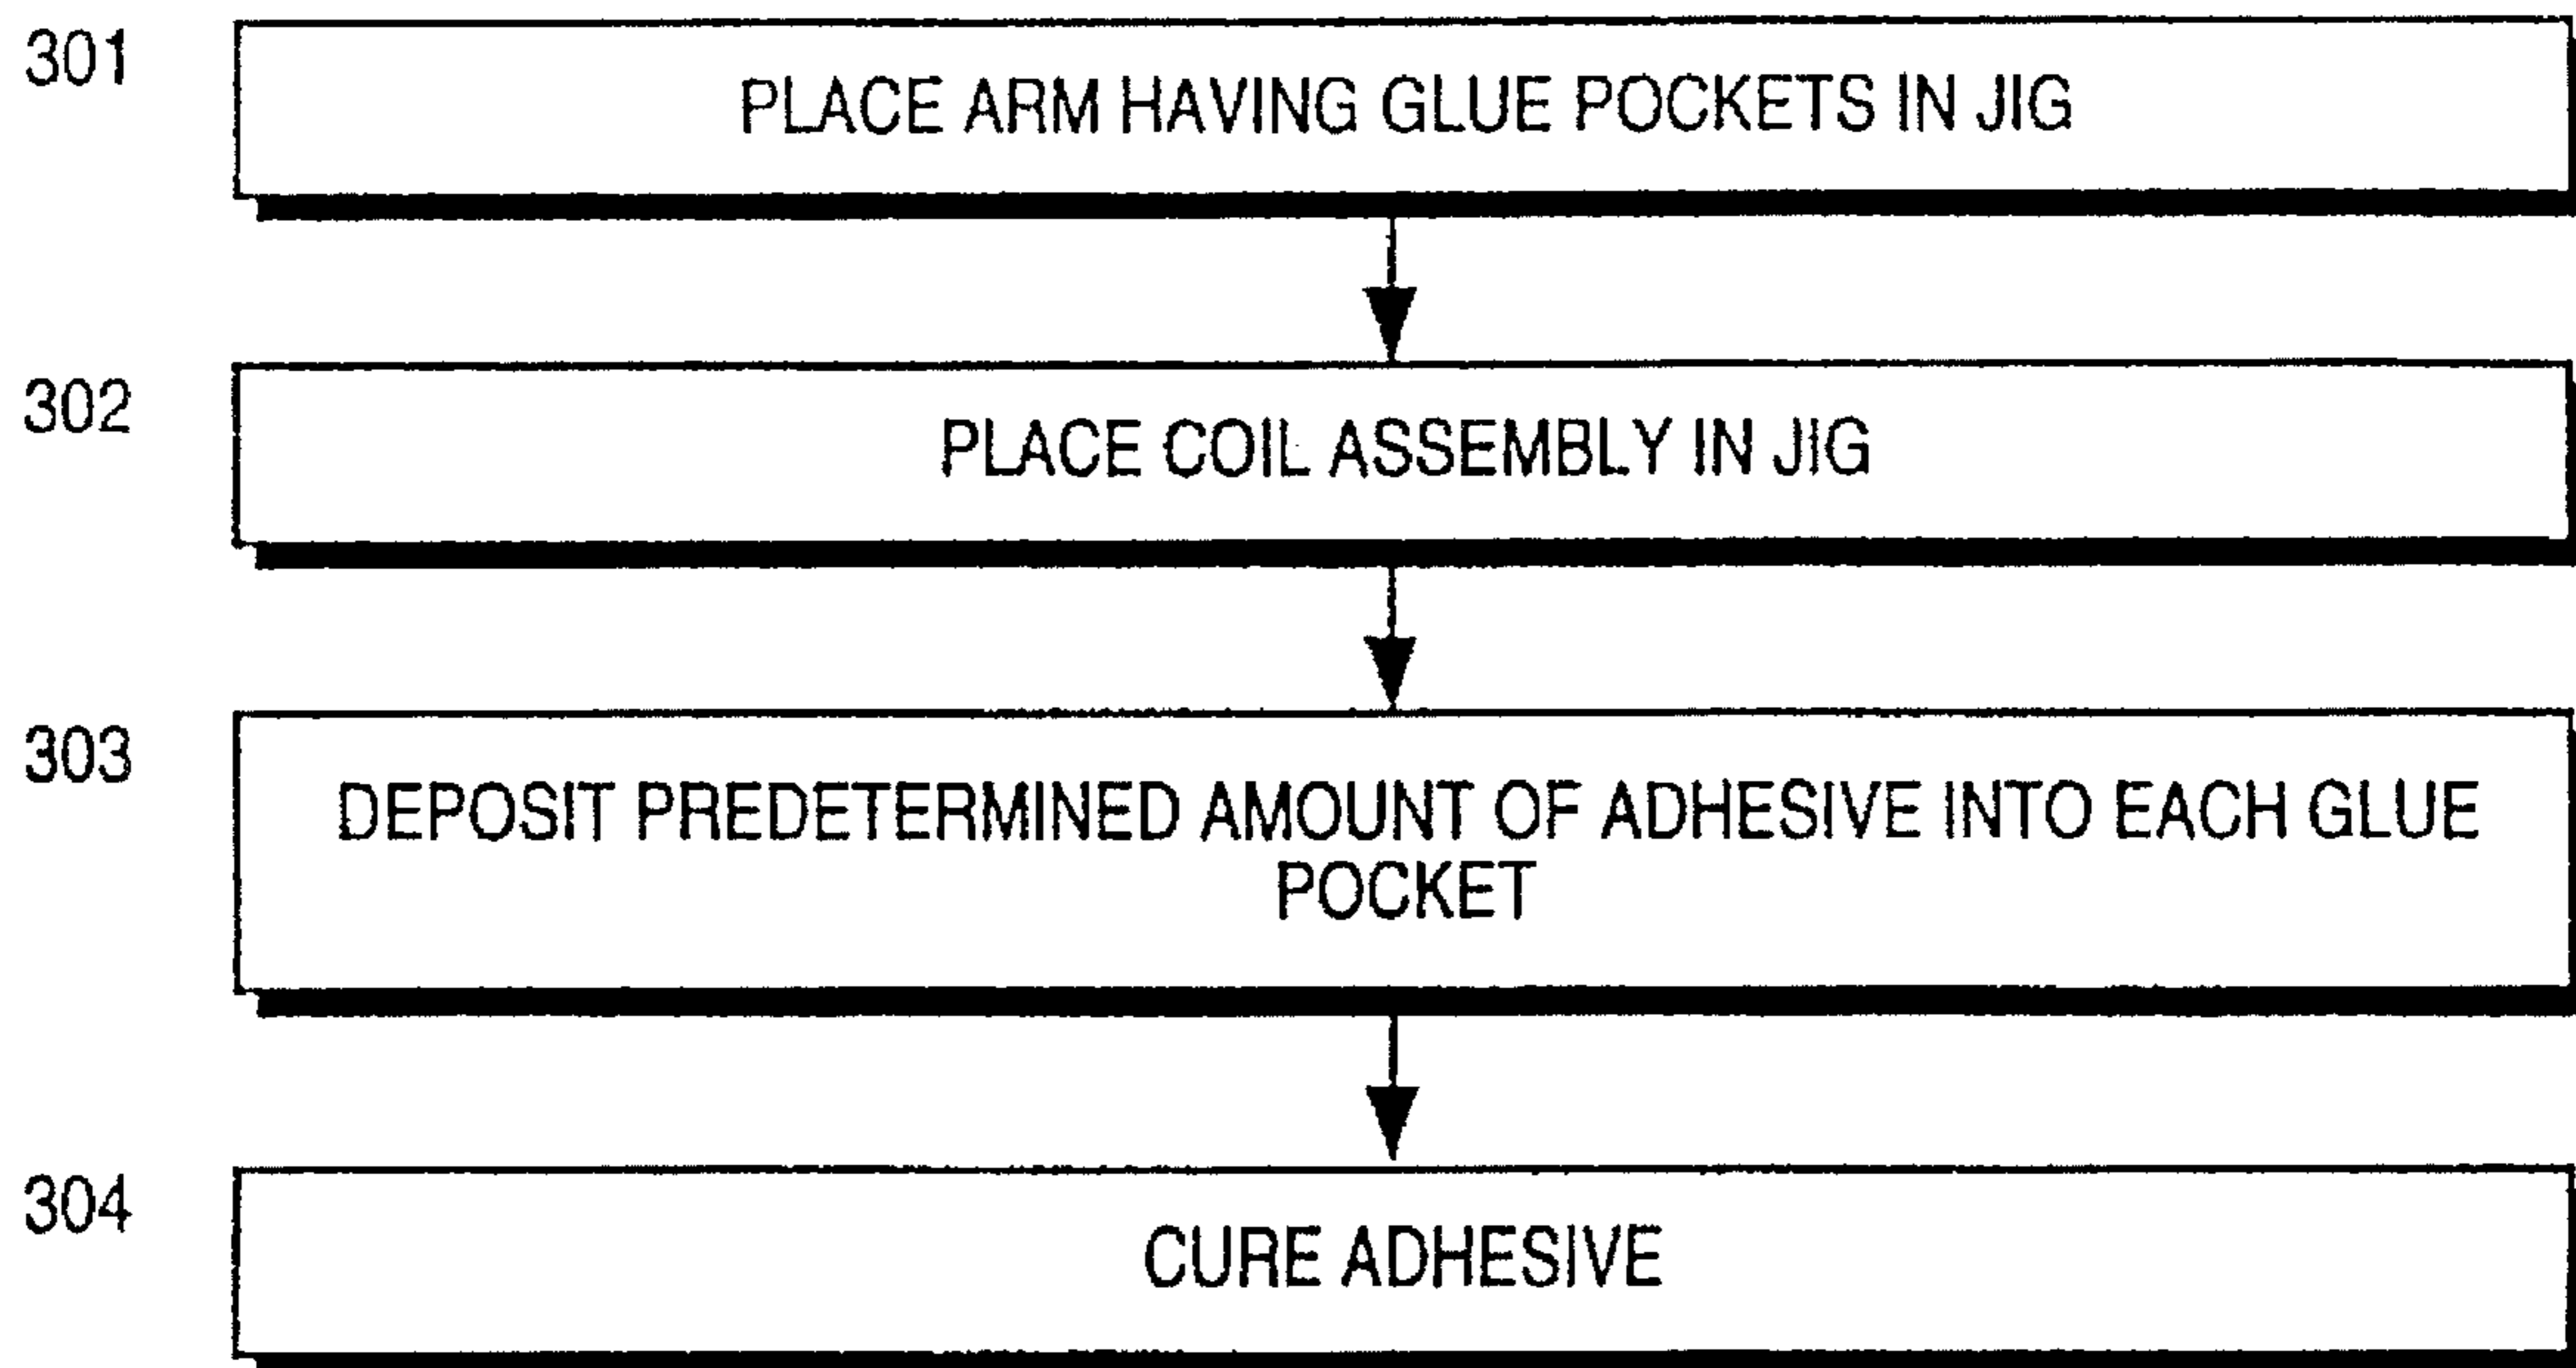 301
PLACE ARM HAVING GLUE POCKETS IN JIG
302
PLACE COIL ASSEMBLY IN JIG
303
DEPOSIT PREDETERMINED AMOUNT OF ADHESIVE INTO EACH GLUE
POCKET
304
CURE ADHESIVE